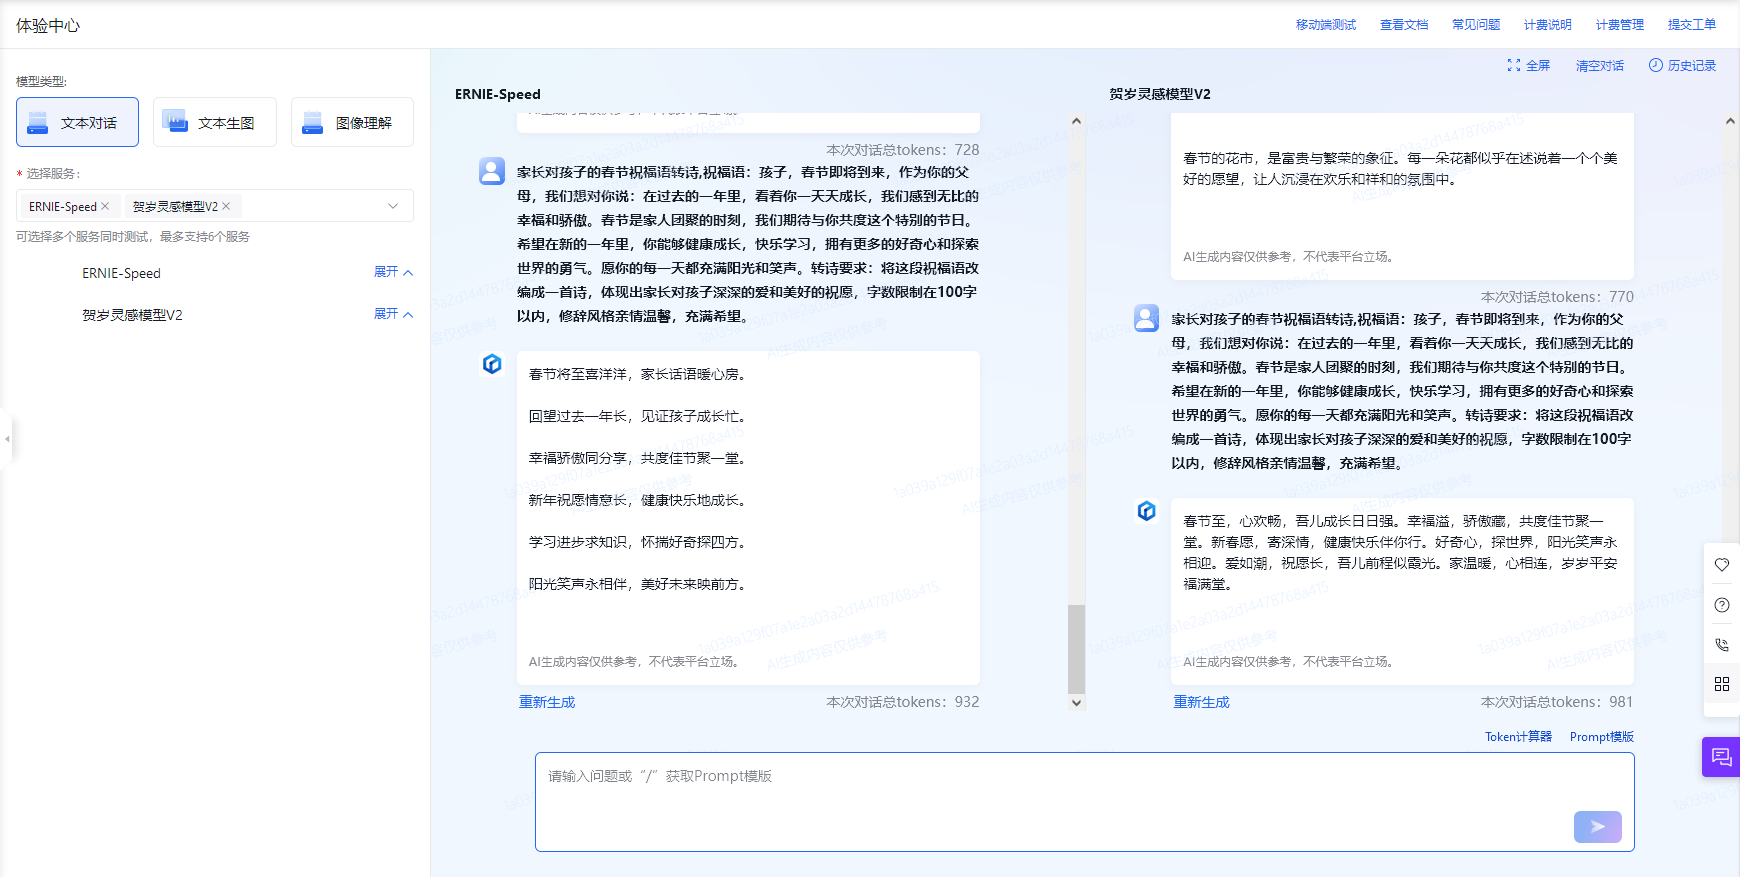 体验中心
移动端测试 查看文档 常见问题 计费说明 计费管理 提交工单
模型类型:
文本对话 文本生图 图像理解
* 选择服务:
ERNIE-Speed × 贺岁灵感模型V2 ×
可选择多个服务同时测试，最多支持6个服务
ERNIE-Speed 展开
贺岁灵感模型V2 展开
全屏 清空对话 历史记录
ERNIE-Speed
AI生成内容仅供参考，不代表平台立场。
本次对话总tokens：728
家长对孩子的春节祝福语转诗,祝福语：孩子，春节即将到来，作为你的父
母，我们想对你说：在过去的一年里，看着你一天天成长，我们感到无比的
幸福和骄傲。春节是家人团聚的时刻，我们期待与你共度这个特别的节日。
希望在新的一年里，你能够健康成长，快乐学习，拥有更多的好奇心和探索
世界的勇气。愿你的每一天都充满阳光和笑声。转诗要求：将这段祝福语改
编成一首诗，体现出家长对孩子深深的爱和美好的祝愿，字数限制在100字
以内，修辞风格亲情温馨，充满希望。
春节将至喜洋洋，家长话语暖心房。
回望过去一年长，见证孩子成长忙。
幸福骄傲同分享，共度佳节聚一堂。
新年祝愿情意长，健康快乐地成长。
学习进步求知识，怀揣好奇探四方。
阳光笑声永相伴，美好未来映前方。
AI生成内容仅供参考，不代表平台立场。
重新生成 本次对话总tokens：932
贺岁灵感模型V2
春节的花市，是富贵与繁荣的象征。每一朵花都似乎在述说着一个个美
好的愿望，让人沉浸在欢乐和祥和的氛围中。
AI生成内容仅供参考，不代表平台立场。
本次对话总tokens：770
家长对孩子的春节祝福语转诗,祝福语：孩子，春节即将到来，作为你的父
母，我们想对你说：在过去的一年里，看着你一天天成长，我们感到无比的
幸福和骄傲。春节是家人团聚的时刻，我们期待与你共度这个特别的节日。
希望在新的一年里，你能够健康成长，快乐学习，拥有更多的好奇心和探索
世界的勇气。愿你的每一天都充满阳光和笑声。转诗要求：将这段祝福语改
编成一首诗，体现出家长对孩子深深的爱和美好的祝愿，字数限制在100字
以内，修辞风格亲情温馨，充满希望。
春节至，心欢畅，吾儿成长日日强。幸福溢，骄傲藏，共度佳节聚一
堂。新春愿，寄深情，健康快乐伴你行。好奇心，探世界，阳光笑声永
相迎。爱如潮，祝愿长，吾儿前程似霞光。家温暖，心相连，岁岁平安
福满堂。
AI生成内容仅供参考，不代表平台立场。
重新生成 本次对话总tokens：981
Token计算器 Prompt模版
请输入问题或“/”获取Prompt模版